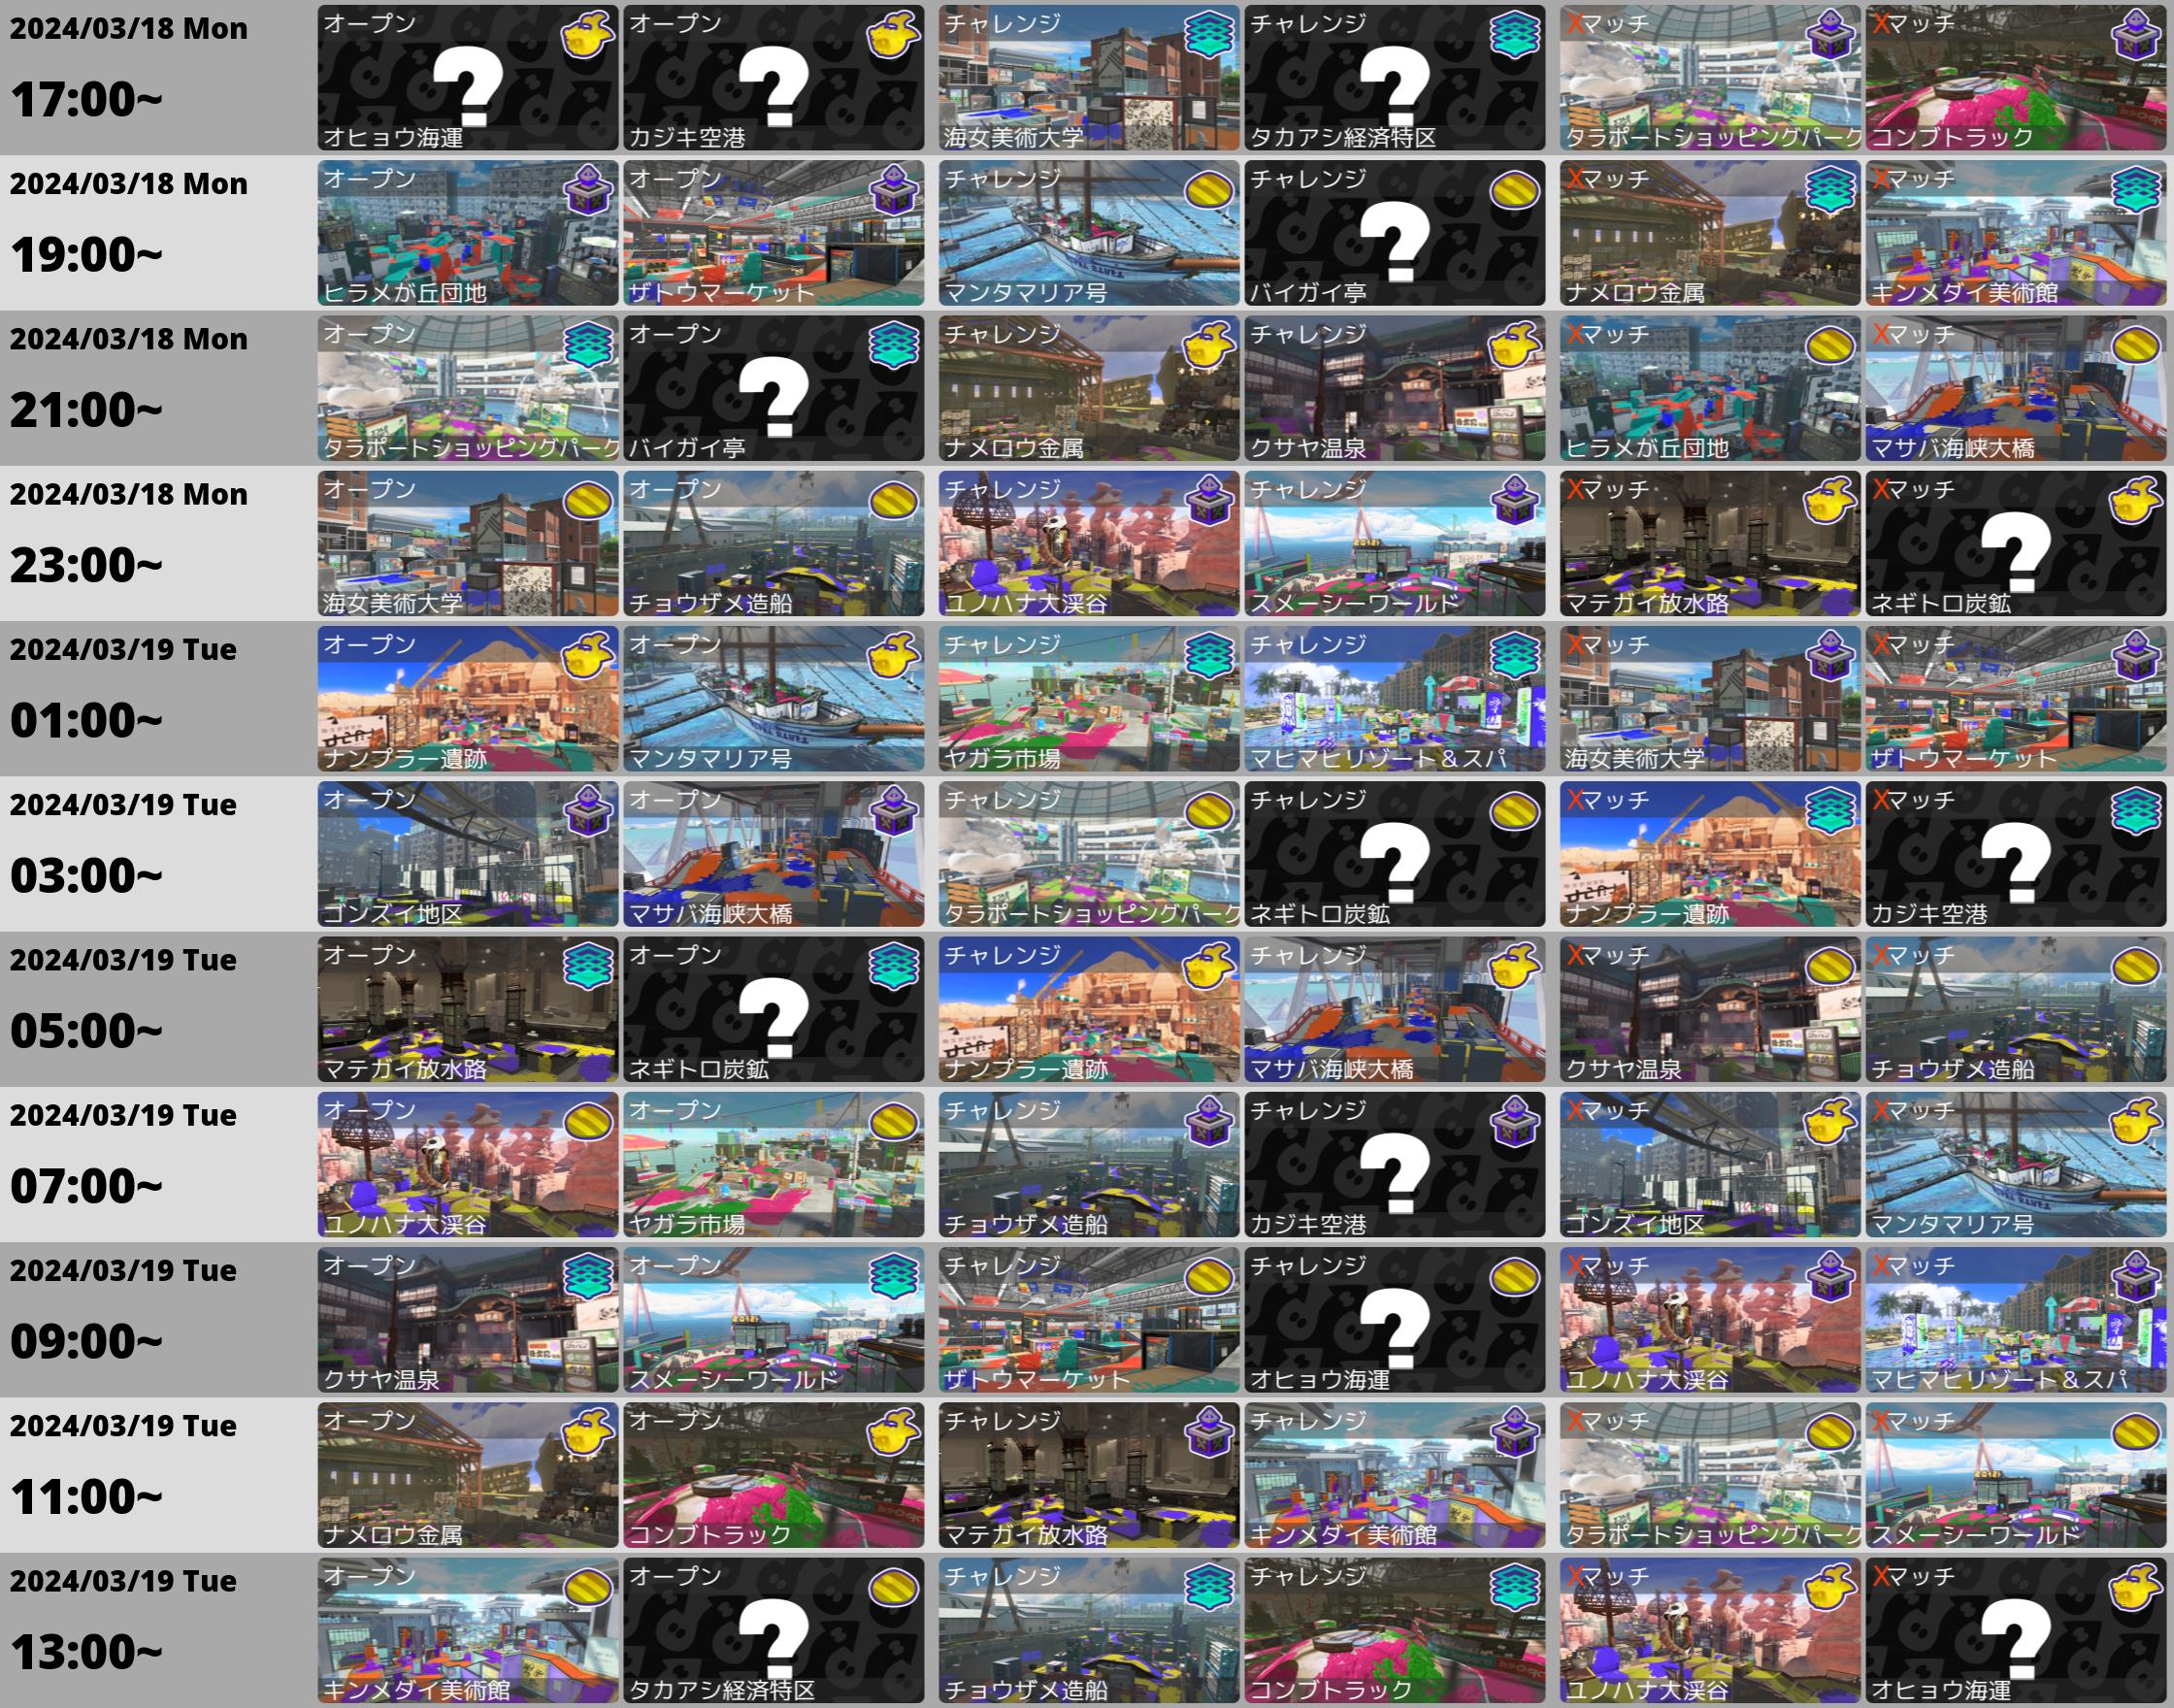 2024/03/18 Mon
17:00~
オープン
オヒョウ海運
オープン
カジキ空港
チャレンジ
海女美術大学
チャレンジ
タカアシ経済特区
Xマッチ
タラポートショッピングパーク
Xマッチ
コンブトラック
2024/03/18 Mon
19:00~
オープン
ヒラメが丘団地
オープン
ザトウマーケット
チャレンジ
マンタマリア号
チャレンジ
バイガイ亭
Xマッチ
ナメロウ金属
Xマッチ
キンメダイ美術館
2024/03/18 Mon
21:00~
オープン
タラポートショッピングパーク
オープン
バイガイ亭
チャレンジ
ナメロウ金属
チャレンジ
クサヤ温泉
Xマッチ
ヒラメが丘団地
Xマッチ
マサバ海峡大橋
2024/03/18 Mon
23:00~
オープン
海女美術大学
オープン
チョウザメ造船
チャレンジ
ユノハナ大渓谷
チャレンジ
スメーシーワールド
Xマッチ
マテガイ放水路
Xマッチ
ネギトロ炭鉱
2024/03/19 Tue
01:00~
オープン
ナンプラー遺跡
オープン
マンタマリア号
チャレンジ
ヤガラ市場
チャレンジ
マヒマヒリゾート＆スパ
Xマッチ
海女美術大学
Xマッチ
ザトウマーケット
2024/03/19 Tue
03:00~
オープン
ゴンズイ地区
オープン
マサバ海峡大橋
チャレンジ
タラポートショッピングパーク
チャレンジ
ネギトロ炭鉱
Xマッチ
ナンプラー遺跡
Xマッチ
カジキ空港
2024/03/19 Tue
05:00~
オープン
マテガイ放水路
オープン
ネギトロ炭鉱
チャレンジ
ナンプラー遺跡
チャレンジ
マサバ海峡大橋
Xマッチ
クサヤ温泉
Xマッチ
チョウザメ造船
2024/03/19 Tue
07:00~
オープン
ユノハナ大渓谷
オープン
ヤガラ市場
チャレンジ
チョウザメ造船
チャレンジ
カジキ空港
Xマッチ
ゴンズイ地区
Xマッチ
マンタマリア号
2024/03/19 Tue
09:00~
オープン
クサヤ温泉
オープン
スメーシーワールド
チャレンジ
ザトウマーケット
チャレンジ
オヒョウ海運
Xマッチ
ユノハナ大渓谷
Xマッチ
マヒマヒリゾート＆スパ
2024/03/19 Tue
11:00~
オープン
ナメロウ金属
オープン
コンブトラック
チャレンジ
マテガイ放水路
チャレンジ
キンメダイ美術館
Xマッチ
タラポートショッピングパーク
Xマッチ
スメーシーワールド
2024/03/19 Tue
13:00~
オープン
キンメダイ美術館
オープン
タカアシ経済特区
チャレンジ
チョウザメ造船
チャレンジ
コンブトラック
Xマッチ
ユノハナ大渓谷
Xマッチ
オヒョウ海運